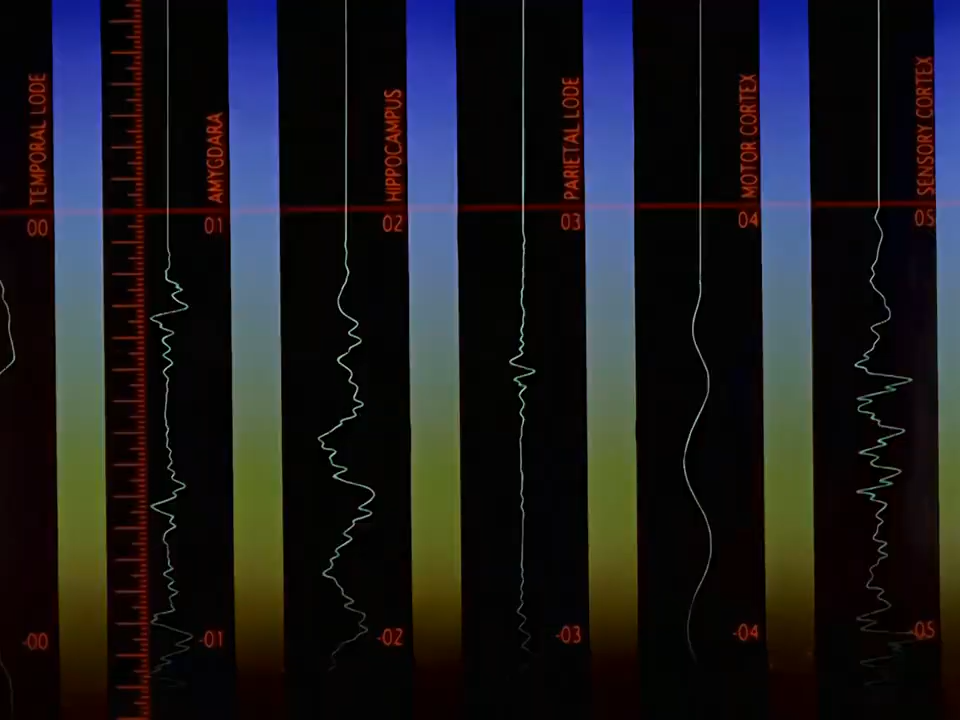 TEMPORAL LODE
AMYGDARA
HIPPOCAMPUS
PARIETAL LODE
MOTOR CORTEX
SENSORY CORTEX
00
01
02
03
04
05
-00
-01
-02
-03
-04
-05